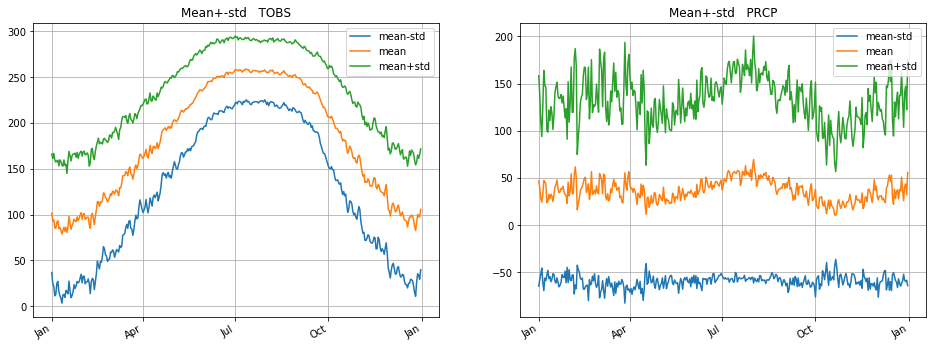 Mean+-std   TOBS
300
250
200
150
100
50
0
Jan
Apr
Jul
Oct
Jan
mean-std
mean
mean+std
Mean+-std   PRCP
200
150
100
50
0
−50
Jan
Apr
Jul
Oct
Jan
mean-std
mean
mean+std